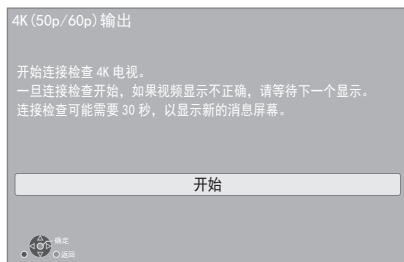 4K(50p/60p)输出
开始连接检查 4K 电视。
一旦连接检查开始，如果视频显示不正确，请等待下一个显示。
连接检查可能需要 30 秒，以显示新的消息屏幕。
开始
确定
返回